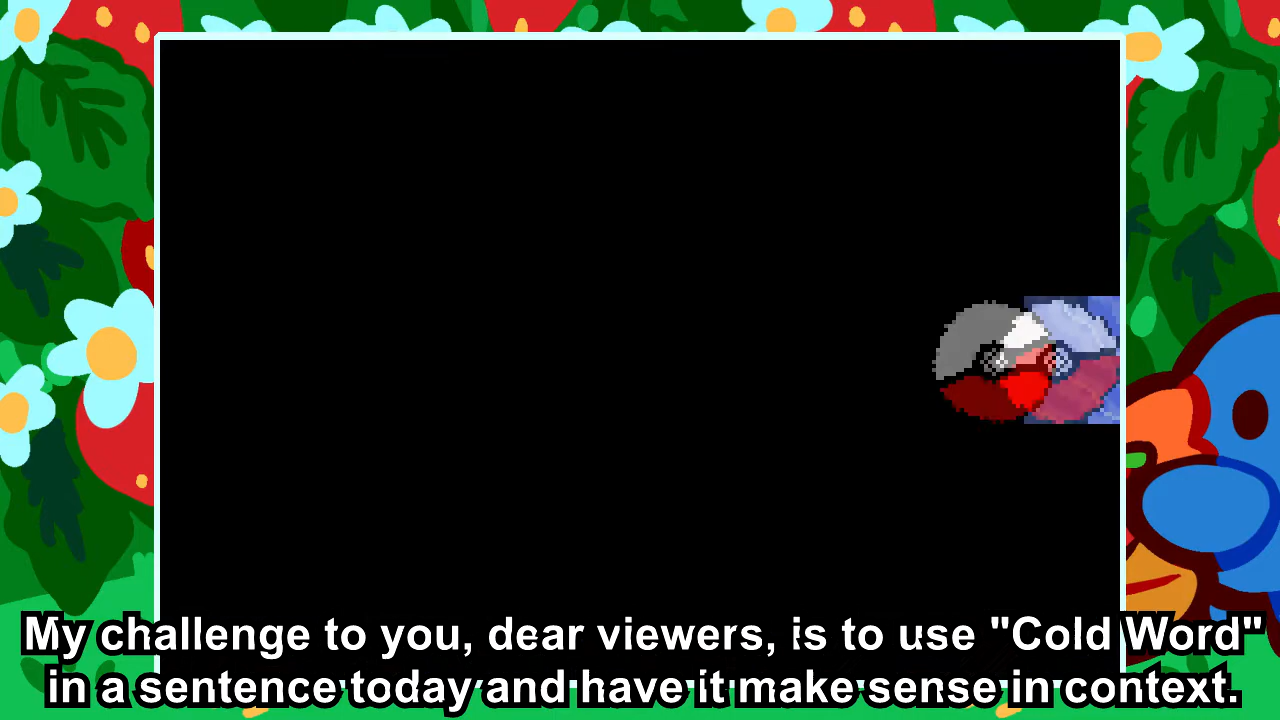 My challenge to you, dear viewers, is to use "Cold Word"
in a sentence today and have it make sense in context.